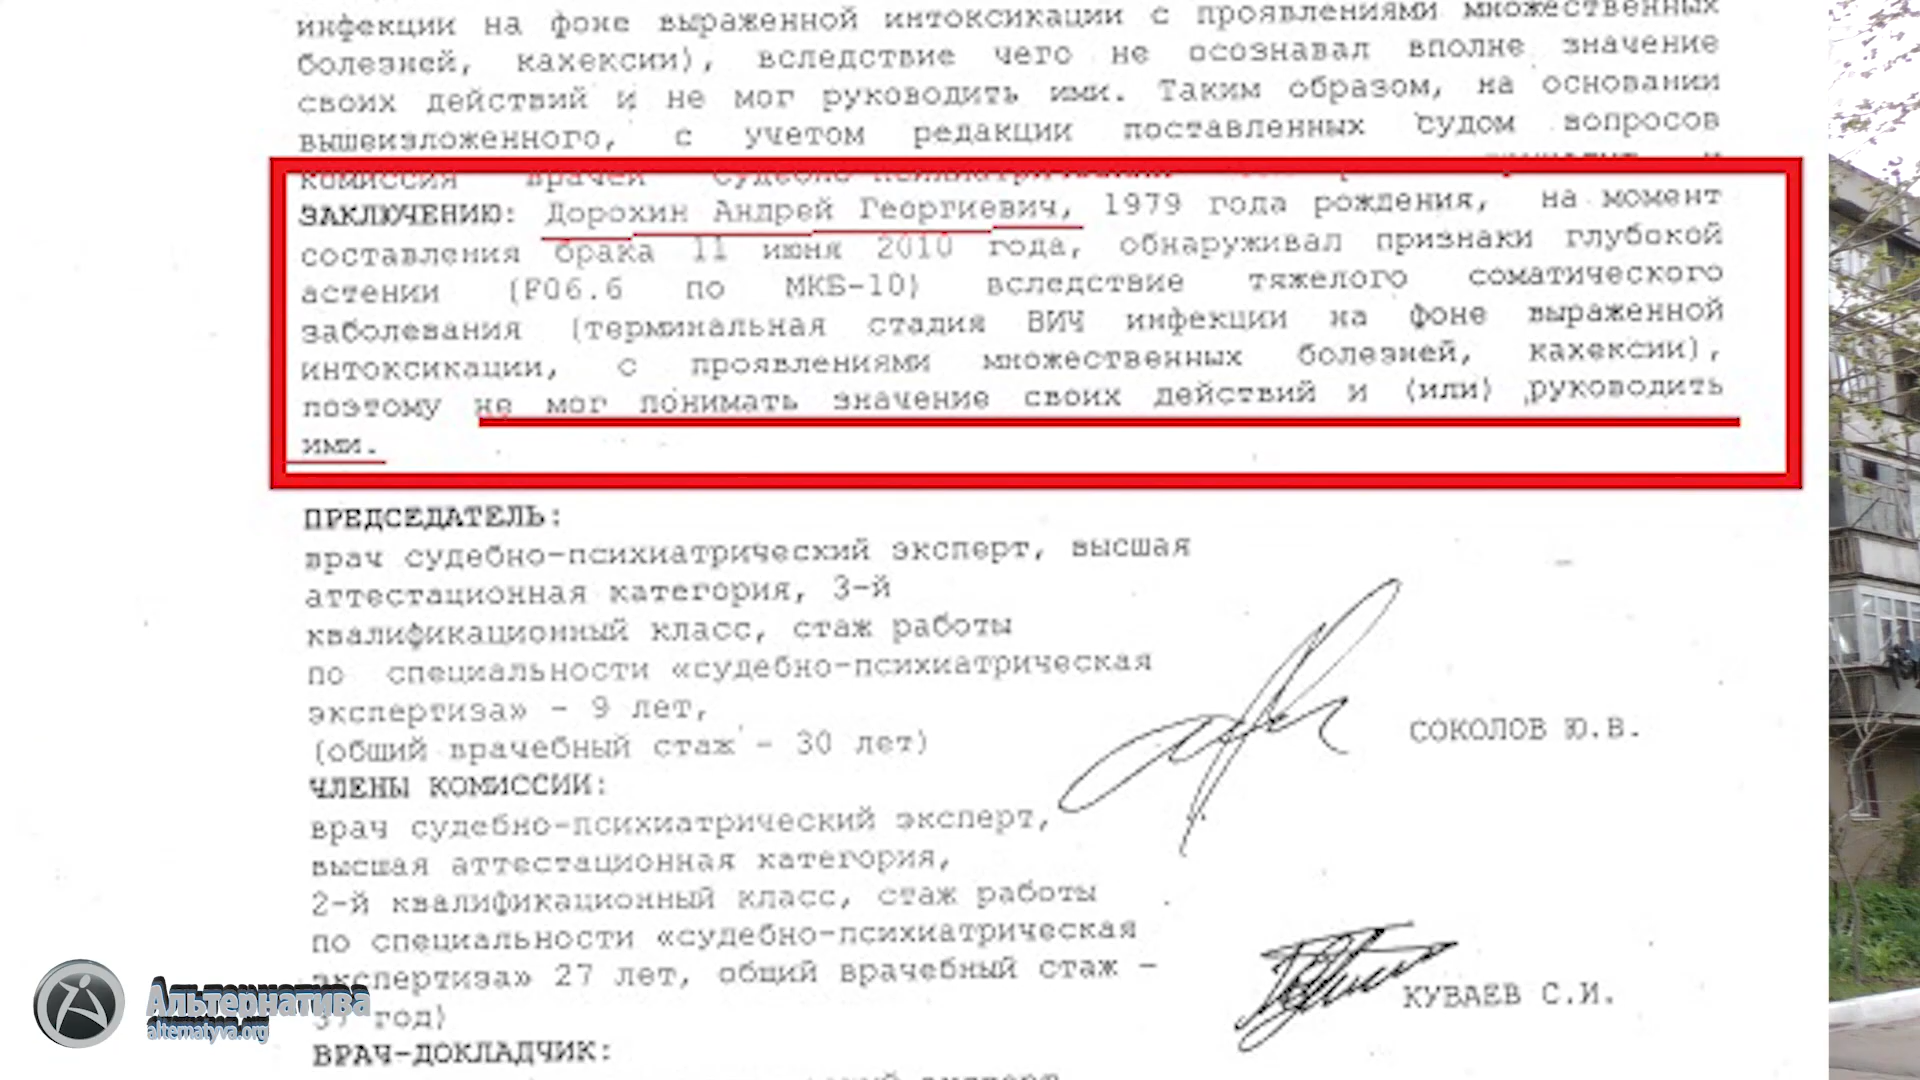 инфекции на фоне выраженной интоксикации с проявлениями множественных
болезней, кахексии), вследствие чего не осознавал вполне значение
своих действий и не мог руководить ими. Таким образом, на основании
вышеизложенного, с учетом редакции поставленных судом вопросов
комиссия врачей судебно-психиатрической
ЗАКЛЮЧЕНИЮ: Дорохин Андрей Георгиевич, 1979 года рождения, на момент
составления брака 11 июня 2010 года, обнаруживал признаки глубокой
астении (F06.6 по МКБ-10) вследствие тяжелого соматического
заболевания (терминальная стадия ВИЧ инфекции на фоне выраженной
интоксикации, с проявлениями множественных болезней, кахексии),
поэтому не мог понимать значение своих действий и (или) руководить
ими.
ПРЕДСЕДАТЕЛЬ:
врач судебно-психиатрический эксперт, высшая
аттестационная категория, 3-й
квалификационный класс, стаж работы
по специальности «судебно-психиатрическая
экспертиза» - 9 лет,
(общий врачебный стаж - 30 лет)
СОКОЛОВ Ю.В.
ЧЛЕНЫ КОМИССИИ:
врач судебно-психиатрический эксперт,
высшая аттестационная категория,
2-й квалификационный класс, стаж работы
по специальности «судебно-психиатрическая
экспертиза» 27 лет, общий врачебный стаж -
37 год)
КУВАЕВ С.И.
ВРАЧ-ДОКЛАДЧИК:
Альтернатива
alternatyva.org